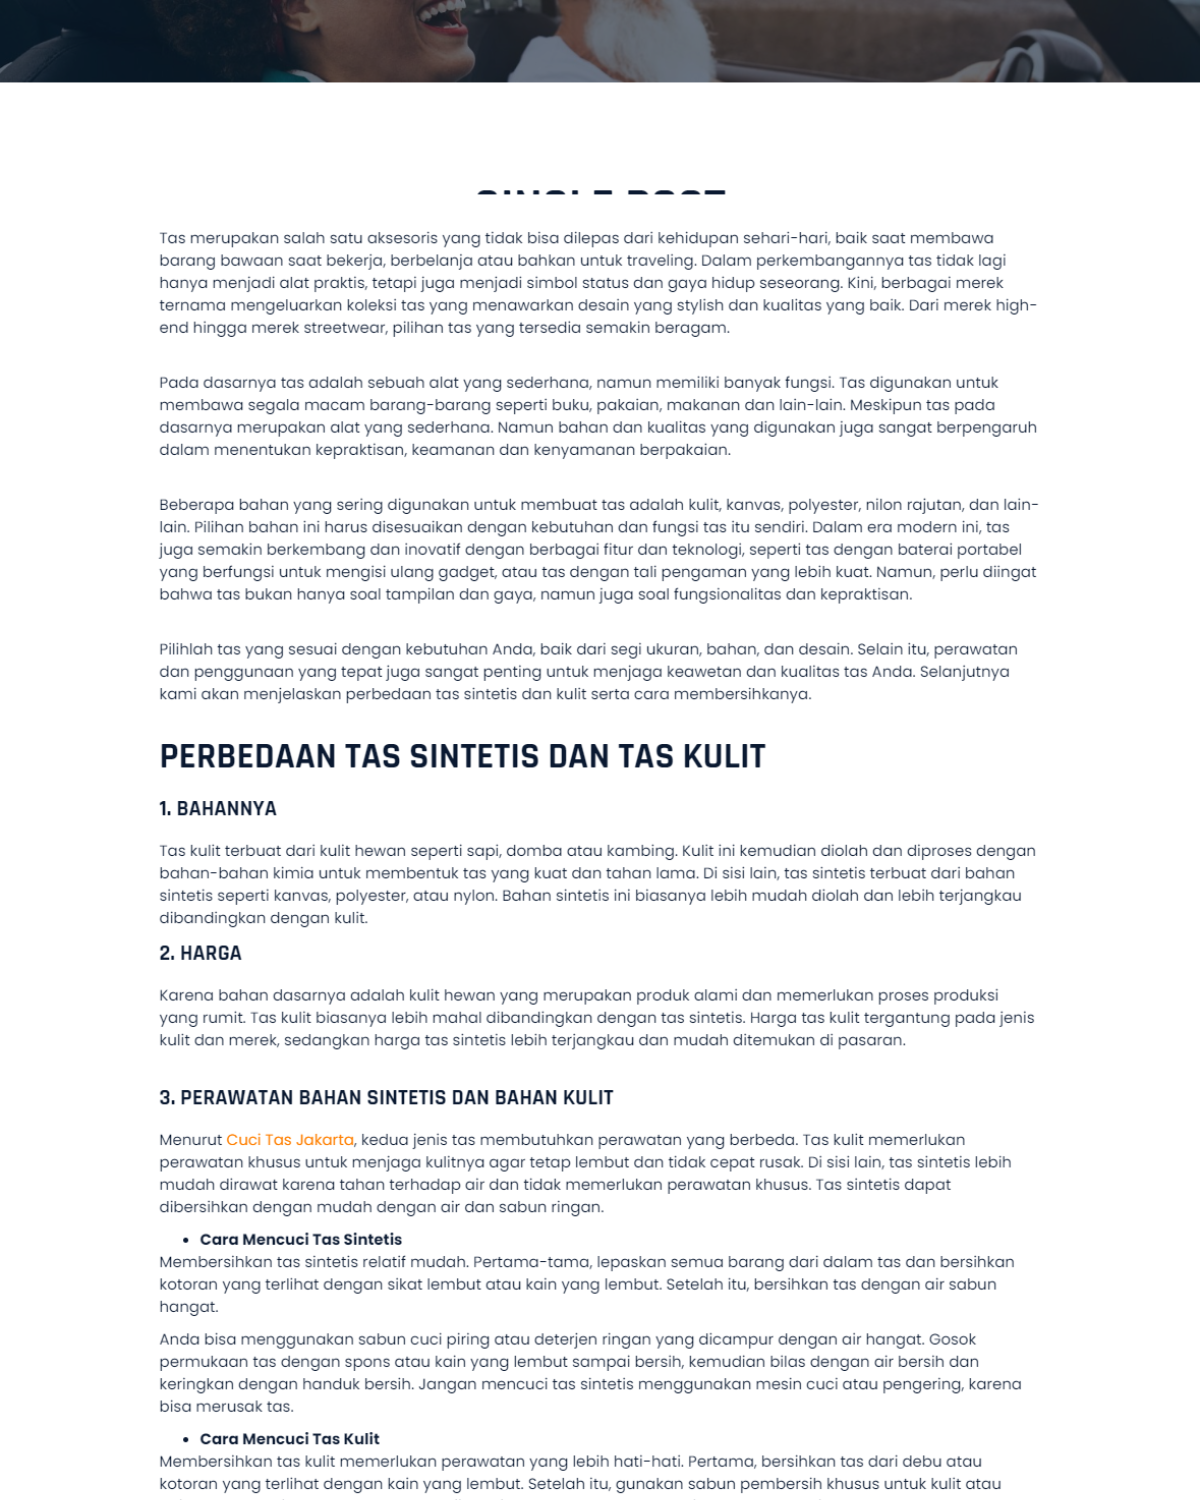 Tas merupakan salah satu aksesoris yang tidak bisa dilepas dari kehidupan sehari-hari, baik saat membawa
barang bawaan saat bekerja, berbelanja atau bahkan untuk traveling. Dalam perkembangannya tas tidak lagi
hanya menjadi alat praktis, tetapi juga menjadi simbol status dan gaya hidup seseorang. Kini, berbagai merek
ternama mengeluarkan koleksi tas yang menawarkan desain yang stylish dan kualitas yang baik. Dari merek high-
end hingga merek streetwear, pilihan tas yang tersedia semakin beragam.
Pada dasarnya tas adalah sebuah alat yang sederhana, namun memiliki banyak fungsi. Tas digunakan untuk
membawa segala macam barang-barang seperti buku, pakaian, makanan dan lain-lain. Meskipun tas pada
dasarnya merupakan alat yang sederhana. Namun bahan dan kualitas yang digunakan juga sangat berpengaruh
dalam menentukan kepraktisan, keamanan dan kenyamanan berpakaian.
Beberapa bahan yang sering digunakan untuk membuat tas adalah kulit, kanvas, polyester, nilon rajutan, dan lain-
lain. Pilihan bahan ini harus disesuaikan dengan kebutuhan dan fungsi tas itu sendiri. Dalam era modern ini, tas
juga semakin berkembang dan inovatif dengan berbagai fitur dan teknologi, seperti tas dengan baterai portabel
yang berfungsi untuk mengisi ulang gadget, atau tas dengan tali pengaman yang lebih kuat. Namun, perlu diingat
bahwa tas bukan hanya soal tampilan dan gaya, namun juga soal fungsionalitas dan kepraktisan.
Pilihlah tas yang sesuai dengan kebutuhan Anda, baik dari segi ukuran, bahan, dan desain. Selain itu, perawatan
dan penggunaan yang tepat juga sangat penting untuk menjaga keawetan dan kualitas tas Anda. Selanjutnya
kami akan menjelaskan perbedaan tas sintetis dan kulit serta cara membersihkanya.
PERBEDAAN TAS SINTETIS DAN TAS KULIT
1. BAHANNYA
Tas kulit terbuat dari kulit hewan seperti sapi, domba atau kambing. Kulit ini kemudian diolah dan diproses dengan
bahan-bahan kimia untuk membentuk tas yang kuat dan tahan lama. Di sisi lain, tas sintetis terbuat dari bahan
sintetis seperti kanvas, polyester, atau nylon. Bahan sintetis ini biasanya lebih mudah diolah dan lebih terjangkau
dibandingkan dengan kulit.
2. HARGA
Karena bahan dasarnya adalah kulit hewan yang merupakan produk alami dan memerlukan proses produksi
yang rumit. Tas kulit biasanya lebih mahal dibandingkan dengan tas sintetis. Harga tas kulit tergantung pada jenis
kulit dan merek, sedangkan harga tas sintetis lebih terjangkau dan mudah ditemukan di pasaran.
3. PERAWATAN BAHAN SINTETIS DAN BAHAN KULIT
Menurut Cuci Tas Jakarta, kedua jenis tas membutuhkan perawatan yang berbeda. Tas kulit memerlukan
perawatan khusus untuk menjaga kulitnya agar tetap lembut dan tidak cepat rusak. Di sisi lain, tas sintetis lebih
mudah dirawat karena tahan terhadap air dan tidak memerlukan perawatan khusus. Tas sintetis dapat
dibersihkan dengan mudah dengan air dan sabun ringan.
• Cara Mencuci Tas Sintetis
Membersihkan tas sintetis relatif mudah. Pertama-tama, lepaskan semua barang dari dalam tas dan bersihkan
kotoran yang terlihat dengan sikat lembut atau kain yang lembut. Setelah itu, bersihkan tas dengan air sabun
hangat.
Anda bisa menggunakan sabun cuci piring atau deterjen ringan yang dicampur dengan air hangat. Gosok
permukaan tas dengan spons atau kain yang lembut sampai bersih, kemudian bilas dengan air bersih dan
keringkan dengan handuk bersih. Jangan mencuci tas sintetis menggunakan mesin cuci atau pengering, karena
bisa merusak tas.
• Cara Mencuci Tas Kulit
Membersihkan tas kulit memerlukan perawatan yang lebih hati-hati. Pertama, bersihkan tas dari debu atau
kotoran yang terlihat dengan kain yang lembut. Setelah itu, gunakan sabun pembersih khusus untuk kulit atau